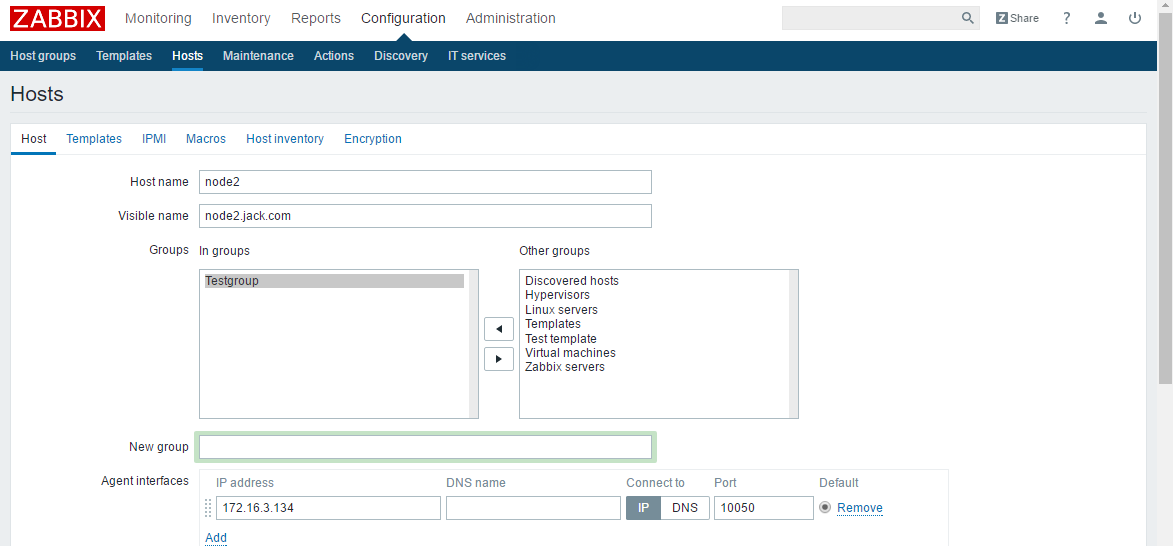 ZABBIX Monitoring Inventory Reports Configuration Administration Z Share ?
Host groups Templates Hosts Maintenance Actions Discovery IT services
Hosts
Host Templates IPMI Macros Host inventory Encryption
Host name node2
Visible name node2.jack.com
Groups In groups Other groups
Testgroup Discovered hosts
Hypervisors
Linux servers
Templates
Test template
Virtual machines
Zabbix servers
New group
Agent interfaces IP address DNS name Connect to Port Default
172.16.3.134 IP DNS 10050 Remove
Add